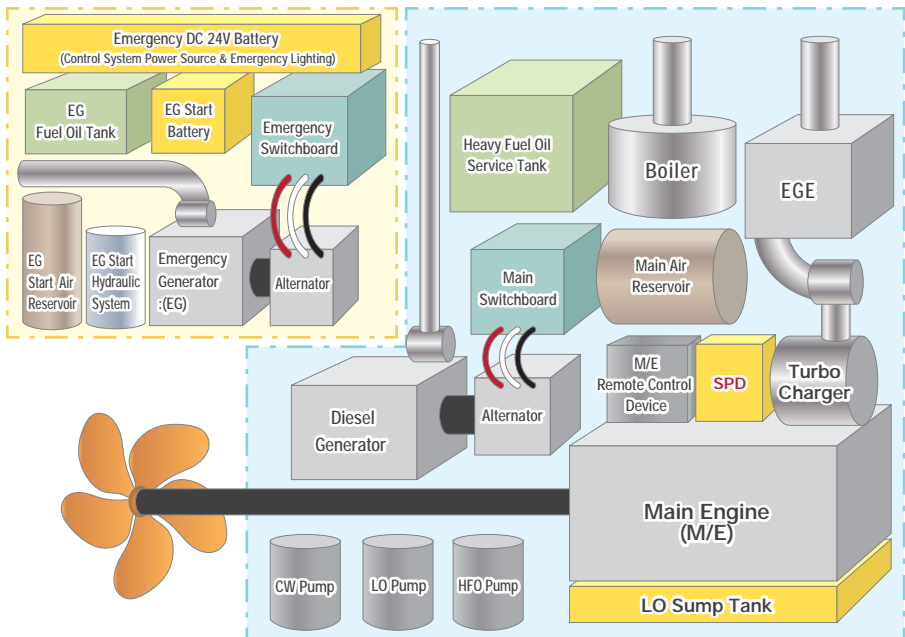 Emergency DC 24V Battery
(Control System Power Source & Emergency Lighting)
EG
Fuel Oil Tank
EG Start
Battery
Emergency
Switchboard
EG
Start Air
Reservoir
EG Start
Hydraulic
System
Emergency
Generator
:(EG)
Alternator
Heavy Fuel Oil
Service Tank
Boiler
EGE
Main
Switchboard
Main Air
Reservoir
Diesel
Generator
Alternator
M/E
Remote Control
Device
SPD
Turbo
Charger
Main Engine
(M/E)
CW Pump
LO Pump
HFO Pump
LO Sump Tank